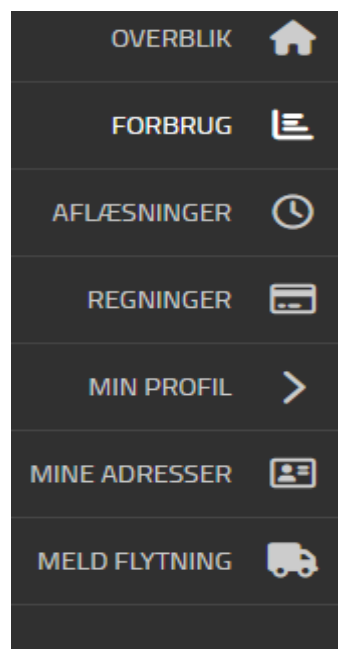 OVERBLIK
FORBRUG
AFLÆSNINGER
REGNINGER
MIN PROFIL
MINE ADRESSER
MELD FLYTNING